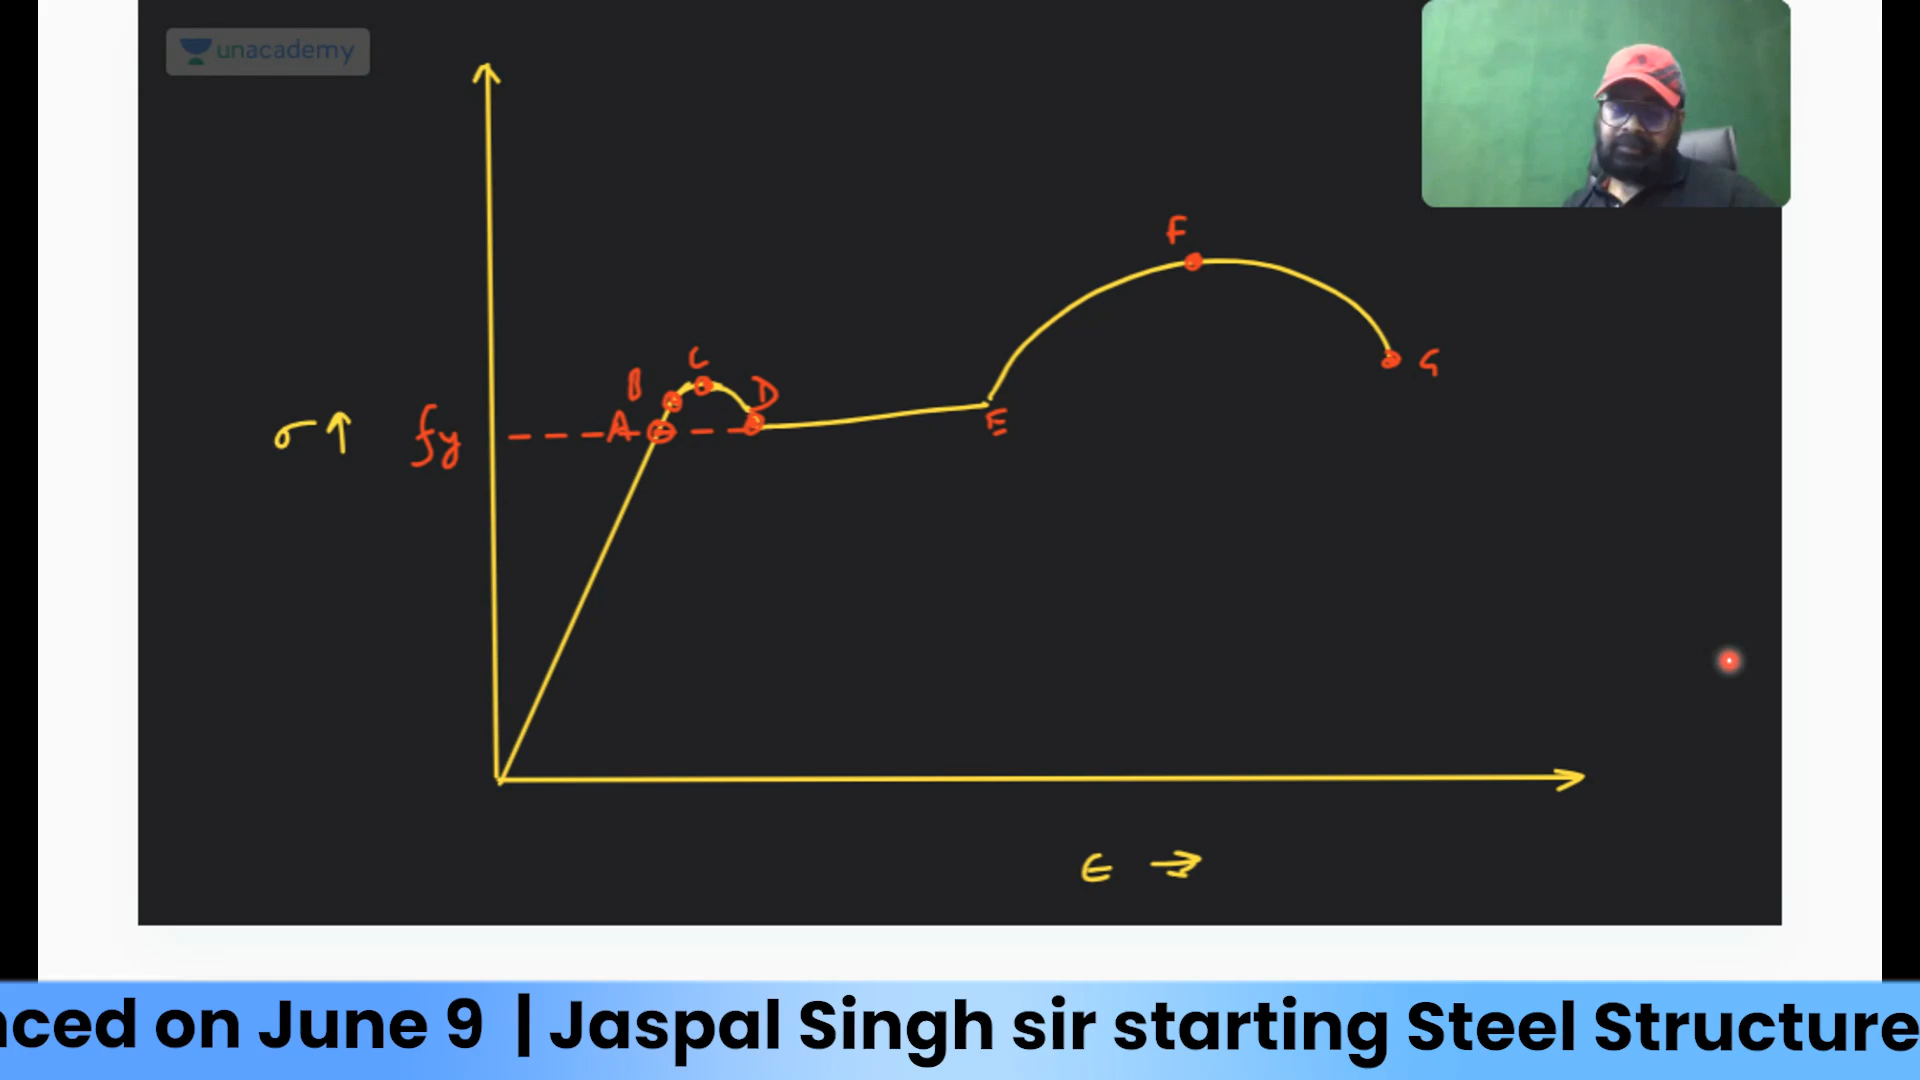 unacademy
F
C
B
D
G
A
E
σ↑
fy
ϵ →
nced on June 9 | Jaspal Singh sir starting Steel Structure